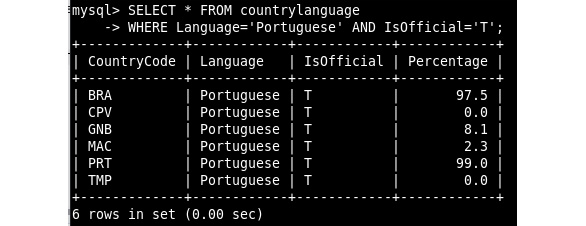 mysql> SELECT * FROM countrylanguage
    -> WHERE Language='Portuguese' AND IsOfficial='T';
+-------------+------------+------------+------------+
| CountryCode | Language   | IsOfficial | Percentage |
+-------------+------------+------------+------------+
| BRA         | Portuguese | T          |       97.5 |
| CPV         | Portuguese | T          |        0.0 |
| GNB         | Portuguese | T          |        8.1 |
| MAC         | Portuguese | T          |        2.3 |
| PRT         | Portuguese | T          |       99.0 |
| TMP         | Portuguese | T          |        0.0 |
+-------------+------------+------------+------------+
6 rows in set (0.00 sec)